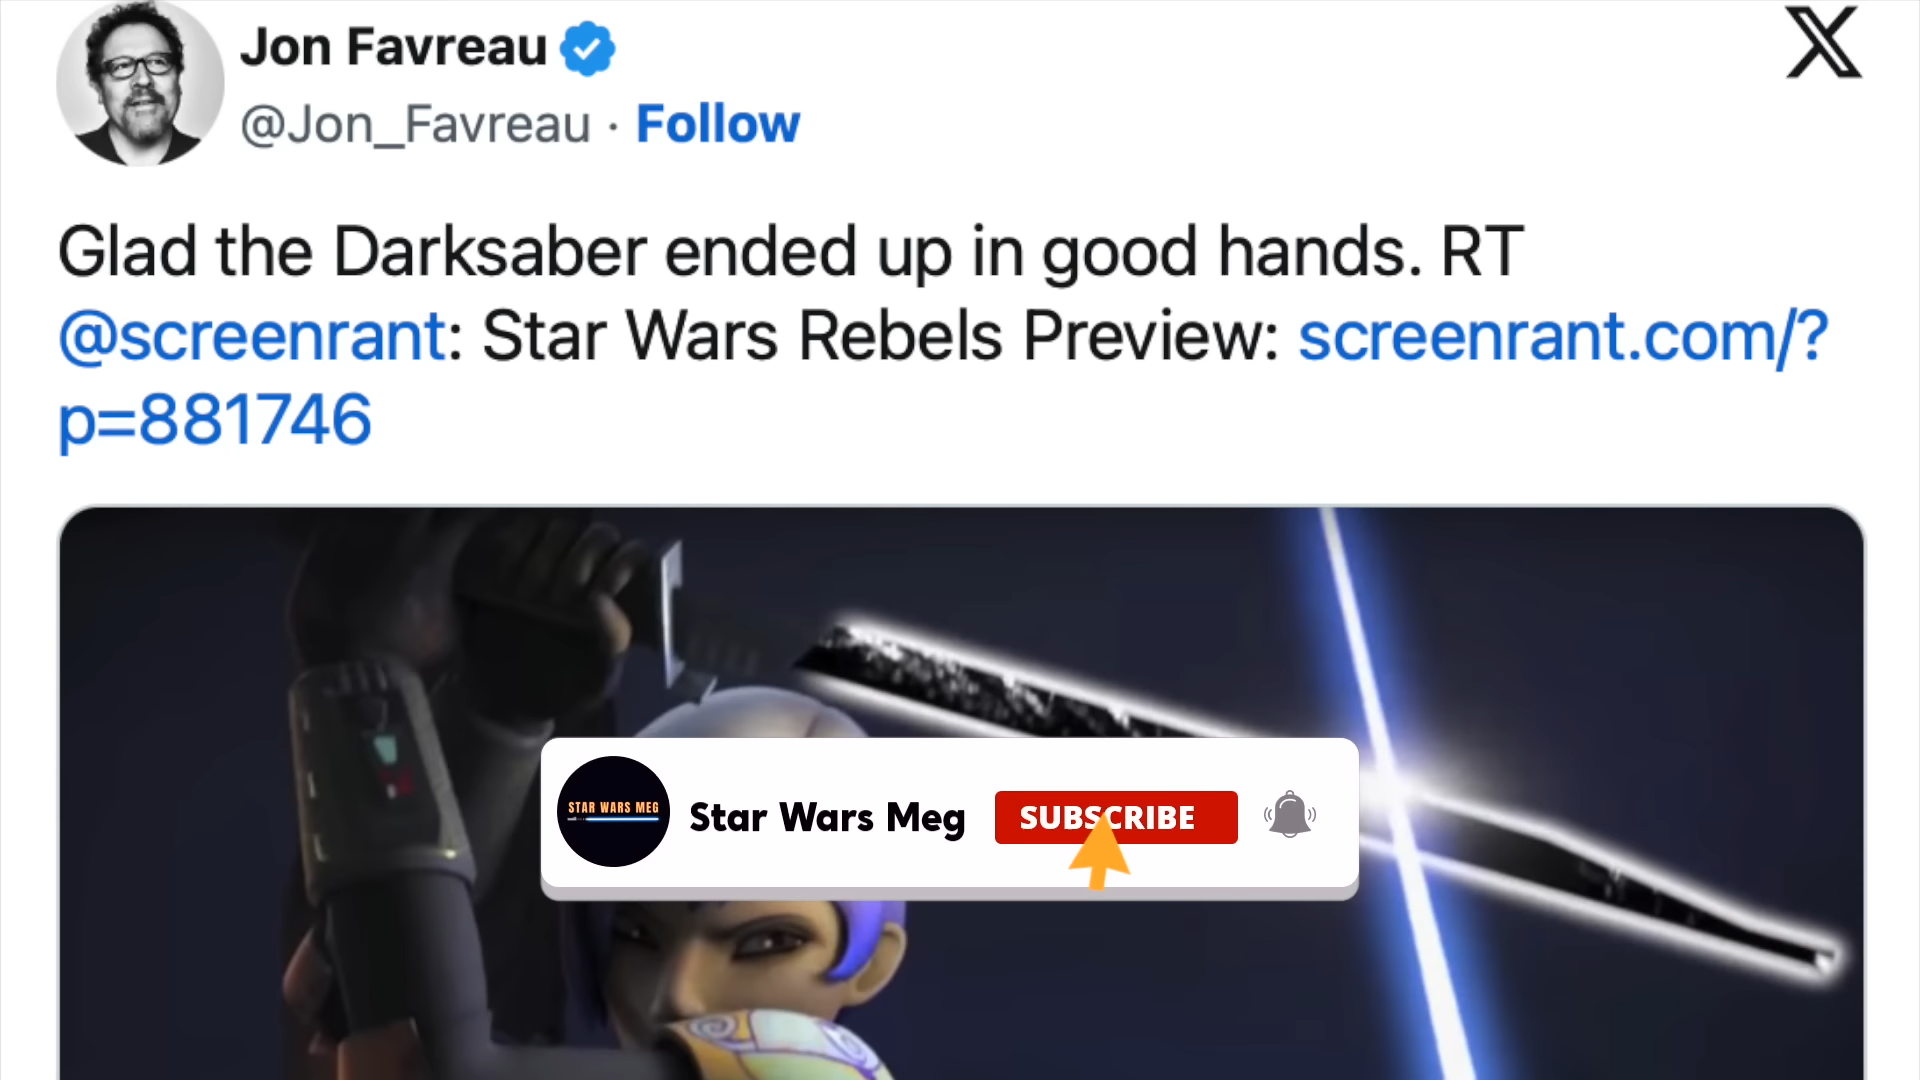 Jon Favreau
@Jon_Favreau · Follow
Glad the Darksaber ended up in good hands. RT
@screenrant: Star Wars Rebels Preview: screenrant.com/?
p=881746
STAR WARS MEG
Star Wars Meg
SUBSCRIBE